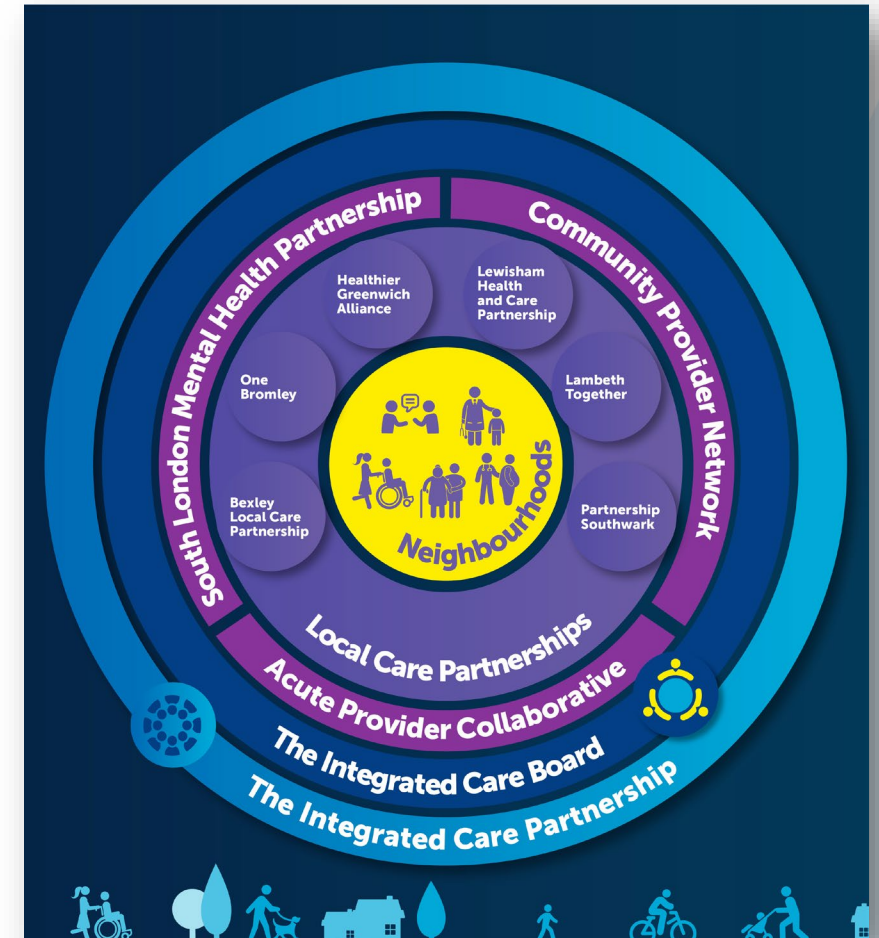 South London Mental Health Partnership
Community Provider Network
Healthier
Greenwich
Alliance
Lewisham
Health
and Care
Partnership
One
Bromley
Lambeth
Together
Bexley
Local Care
Partnership
Partnership
Southwark
Neighbourhoods
Local Care Partnerships
Acute Provider Collaborative
The Integrated Care Board
The Integrated Care Partnership